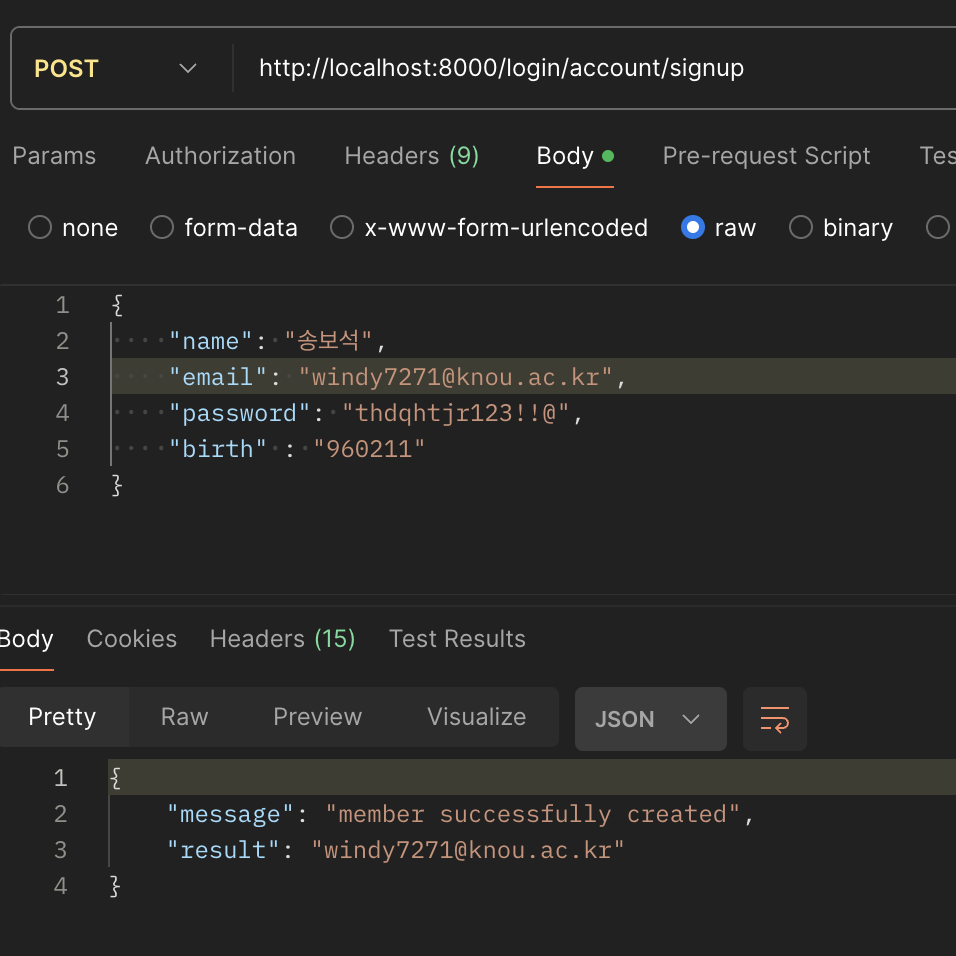 POST http://localhost:8000/login/account/signup
Params Authorization Headers (9) Body Pre-request Script Tes
none form-data x-www-form-urlencoded raw binary
1 {
2 "name": "송보석",
3 "email": "windy7271@knou.ac.kr",
4 "password": "thdqhtjr123!!@",
5 "birth" : "960211"
6 }
Body Cookies Headers (15) Test Results
Pretty Raw Preview Visualize JSON
1 {
2 "message": "member successfully created",
3 "result": "windy7271@knou.ac.kr"
4 }